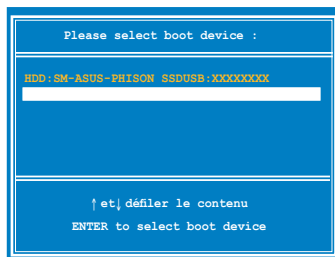 Please select boot device :
HDD:SM-ASUS-PHISON SSDUSB:XXXXXXXX
↑ et↓ défiler le contenu
ENTER to select boot device